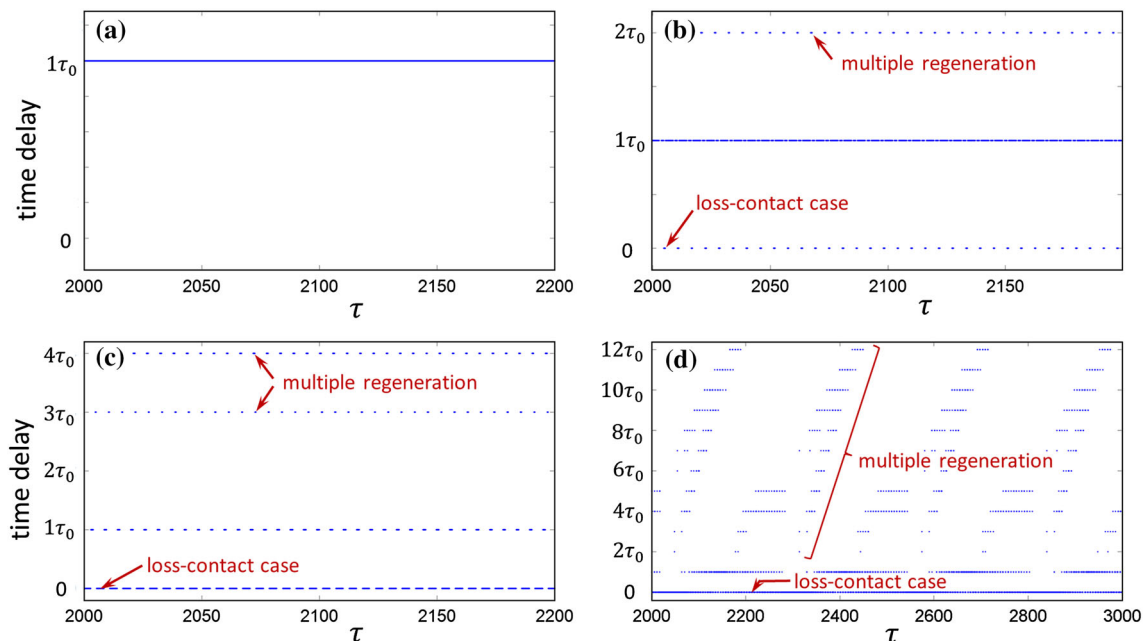 (a)
time delay
1τ₀
0
2000 2050 2100 2150 2200
τ
(b)
2τ₀
multiple regeneration
1τ₀
loss-contact case
0
2000 2050 2100 2150
τ
(c)
time delay
4τ₀
multiple regeneration
3τ₀
2τ₀
1τ₀
loss-contact case
0
2000 2050 2100 2150 2200
τ
(d)
12τ₀
10τ₀
8τ₀
multiple regeneration
6τ₀
4τ₀
2τ₀
loss-contact case
0
2000 2200 2400 2600 2800 3000
τ